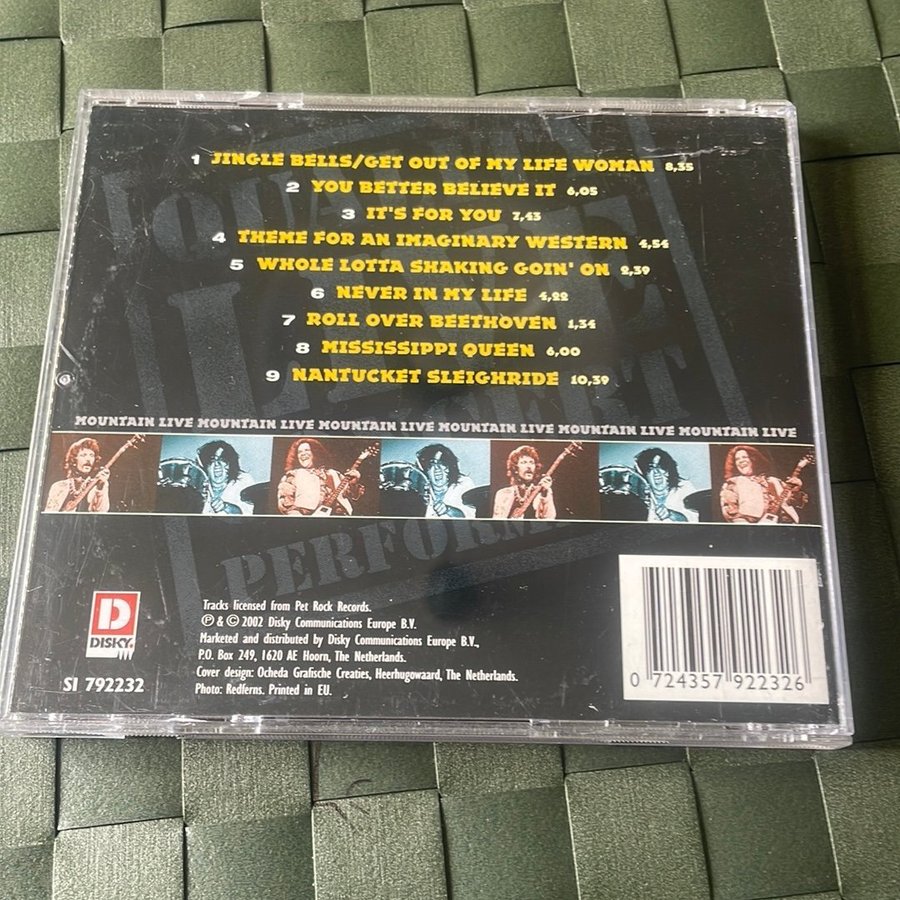 1 JINGLE BELLS/GET OUT OF MY LIFE WOMAN 8,35
2 YOU BETTER BELIEVE IT 6,05
3 IT'S FOR YOU 7,43
4 THEME FOR AN IMAGINARY WESTERN 4,54
5 WHOLE LOTTA SHAKING GOIN' ON 2,39
6 NEVER IN MY LIFE 4,22
7 ROLL OVER BEETHOVEN 1,34
8 MISSISSIPPI QUEEN 6,00
9 NANTUCKET SLEIGHRIDE 10,39
MOUNTAIN LIVE MOUNTAIN LIVE MOUNTAIN LIVE MOUNTAIN LIVE MOUNTAIN LIVE MOUNTAIN LIVE
D
DISKY
SI 792232
Tracks licensed from Pet Rock Records.
℗ & © 2002 Disky Communications Europe B.V.
Marketed and distributed by Disky Communications Europe B.V.,
P.O. Box 249, 1620 AE Hoorn, The Netherlands.
Cover design: Ocheda Grafische Creaties, Heerhugowaard, The Netherlands.
Photo: Redferns. Printed in EU.
0 724357 922326